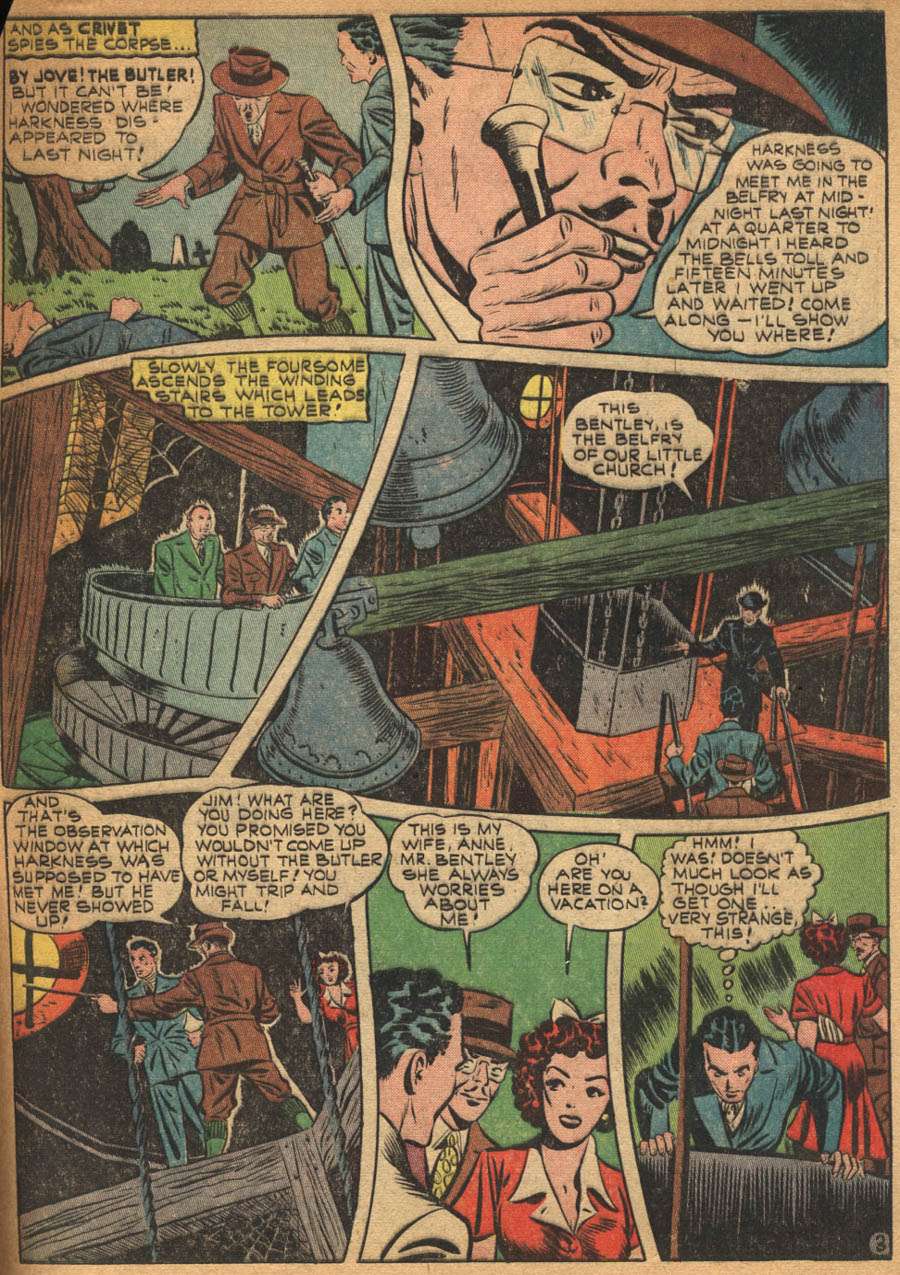 AND AS CRIVET
SPIES THE CORPSE...
BY JOVE! THE BUTLER!
BUT IT CAN'T BE!
I WONDERED WHERE
HARKNESS DIS-
APPEARED TO
LAST NIGHT!
HARKNESS
WAS GOING TO
MEET ME IN THE
BELFRY AT MID-
NIGHT LAST NIGHT!
AT A QUARTER TO
MIDNIGHT I HEARD
THE BELLS TOLL AND
FIFTEEN MINUTES
LATER I WENT UP
AND WAITED! COME
ALONG — I'LL SHOW
YOU WHERE!
SLOWLY THE FOURSOME
ASCENDS THE WINDING
STAIRS WHICH LEADS
TO THE TOWER!
THIS
BENTLEY, IS
THE BELFRY
OF OUR LITTLE
CHURCH!
AND
THAT'S
THE OBSERVATION
WINDOW AT WHICH
HARKNESS WAS
SUPPOSED TO HAVE
MET ME! BUT HE
NEVER SHOWED
UP!
JIM! WHAT ARE
YOU DOING HERE?
YOU PROMISED YOU
WOULDN'T COME UP
WITHOUT THE BUTLER
OR MYSELF! YOU
MIGHT TRIP AND
FALL!
THIS IS MY
WIFE, ANNE,
MR. BENTLEY
SHE ALWAYS
WORRIES
ABOUT
ME!
OH!
ARE YOU
HERE ON A
VACATION?
HMM! I
WAS! DOESN'T
MUCH LOOK AS
THOUGH I'LL
GET ONE..
VERY STRANGE,
THIS!
8